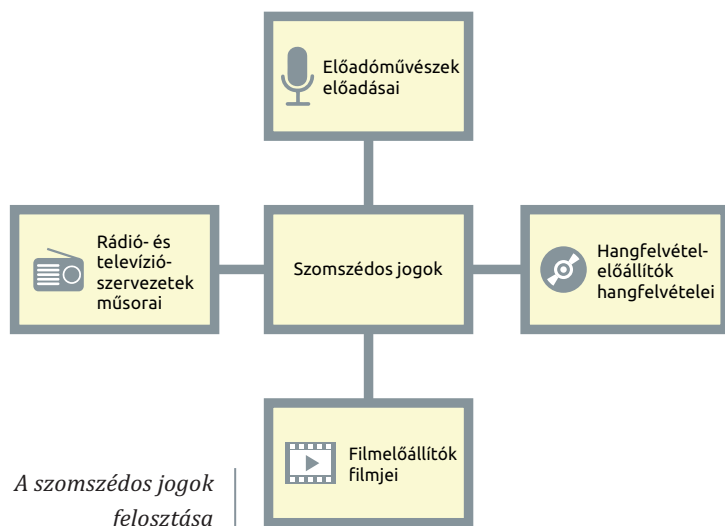 Előadóművészek
előadásai
Rádió- és
televízió-
szervezetek
műsorai
Szomszédos jogok
Hangfelvétel-
előállítók
hangfelvételei
Filmelőállítók
filmjei
A szomszédos jogok
felosztása